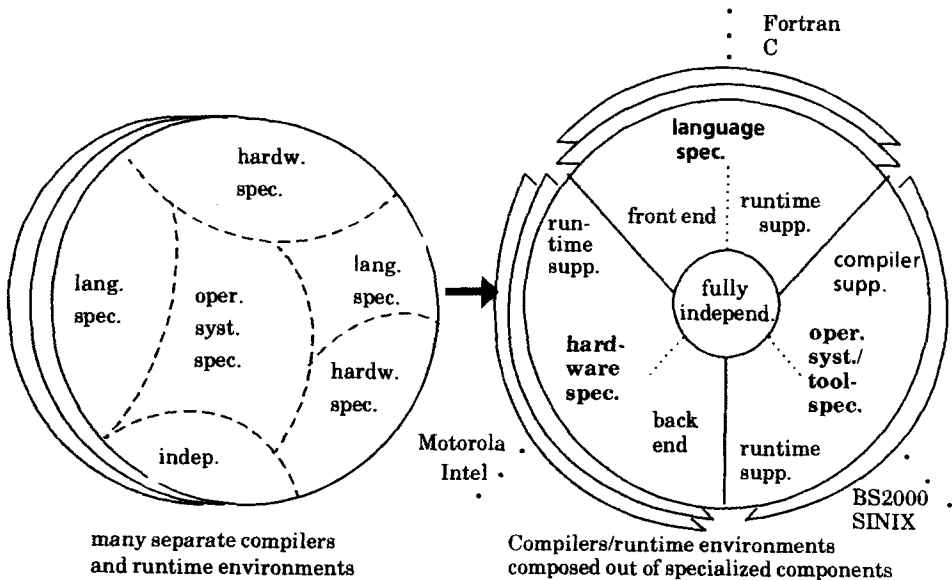 Fortran
C
hardw.
spec.
lang.
spec.
oper.
syst.
spec.
lang.
spec.
hardw.
spec.
indep.
many separate compilers
and runtime environments
language
spec.
front end
runtime
supp.
run-
time
supp.
compiler
supp.
fully
independ.
hard-
ware
spec.
oper.
syst./
tool-
spec.
back
end
runtime
supp.
Motorola
Intel
BS2000
SINIX
Compilers/runtime environments
composed out of specialized components